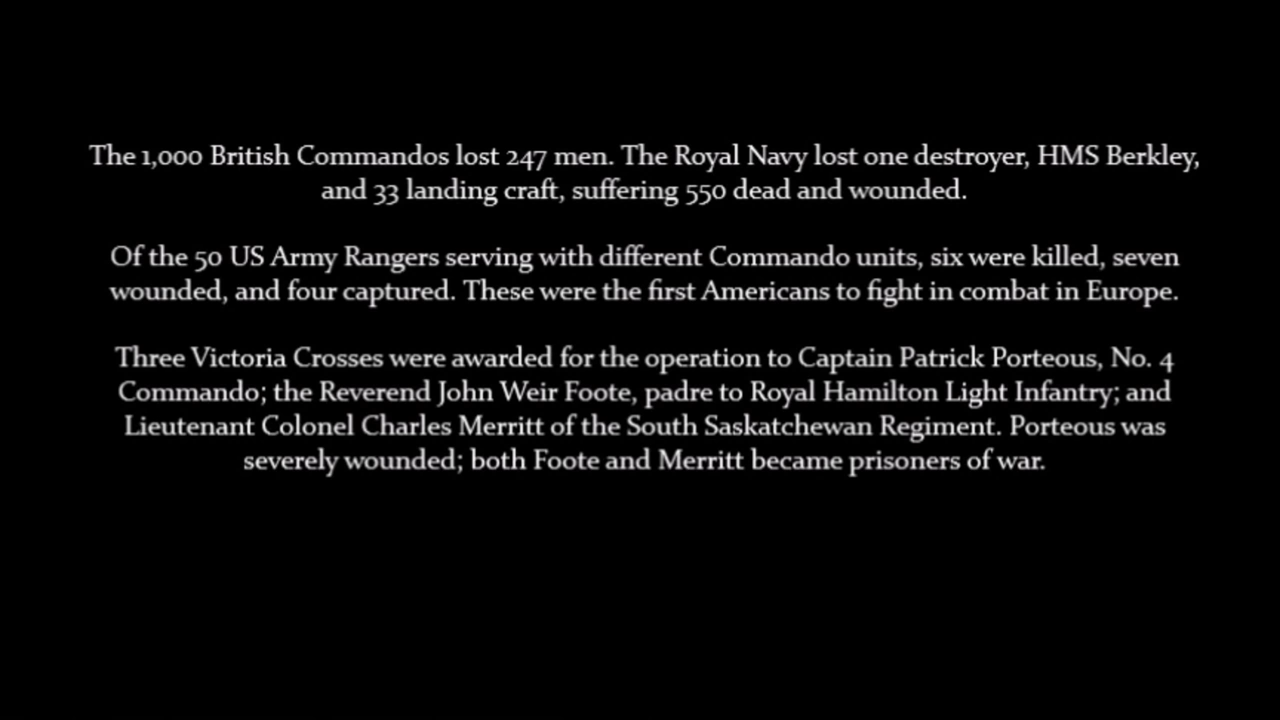 The 1,000 British Commandos lost 247 men. The Royal Navy lost one destroyer, HMS Berkley,
and 33 landing craft, suffering 550 dead and wounded.
Of the 50 US Army Rangers serving with different Commando units, six were killed, seven
wounded, and four captured. These were the first Americans to fight in combat in Europe.
Three Victoria Crosses were awarded for the operation to Captain Patrick Porteous, No. 4
Commando; the Reverend John Weir Foote, padre to Royal Hamilton Light Infantry; and
Lieutenant Colonel Charles Merritt of the South Saskatchewan Regiment. Porteous was
severely wounded; both Foote and Merritt became prisoners of war.